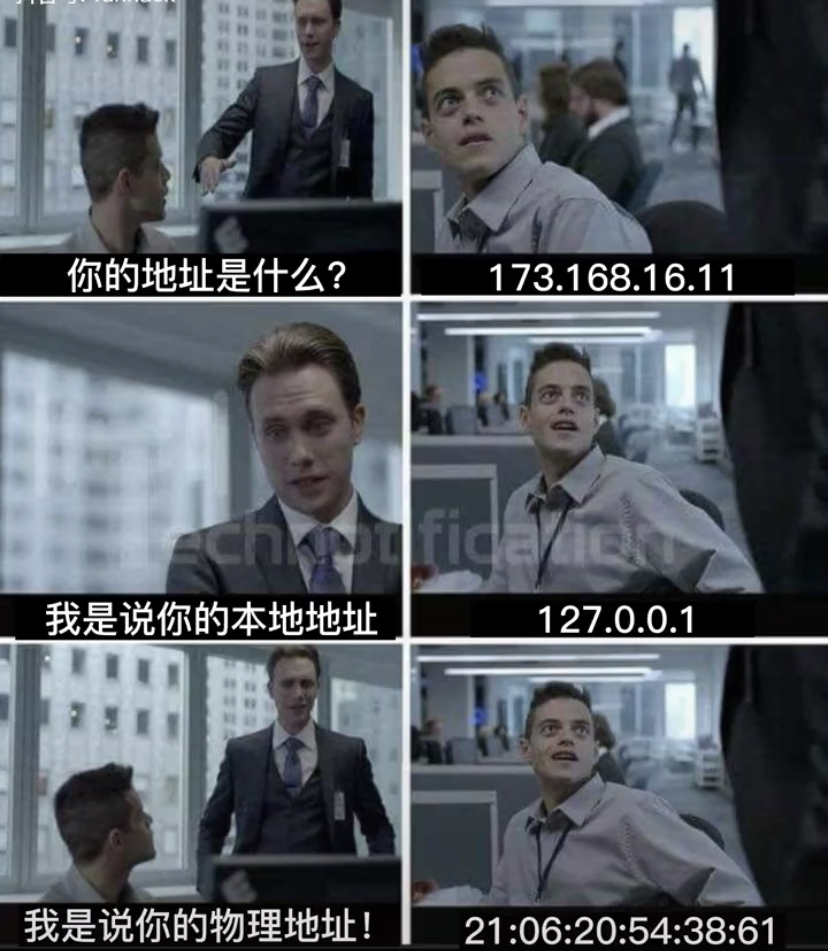 你的地址是什么?
173.168.16.11
technotification
我是说你的本地地址
127.0.0.1
我是说你的物理地址!
21:06:20:54:38:61